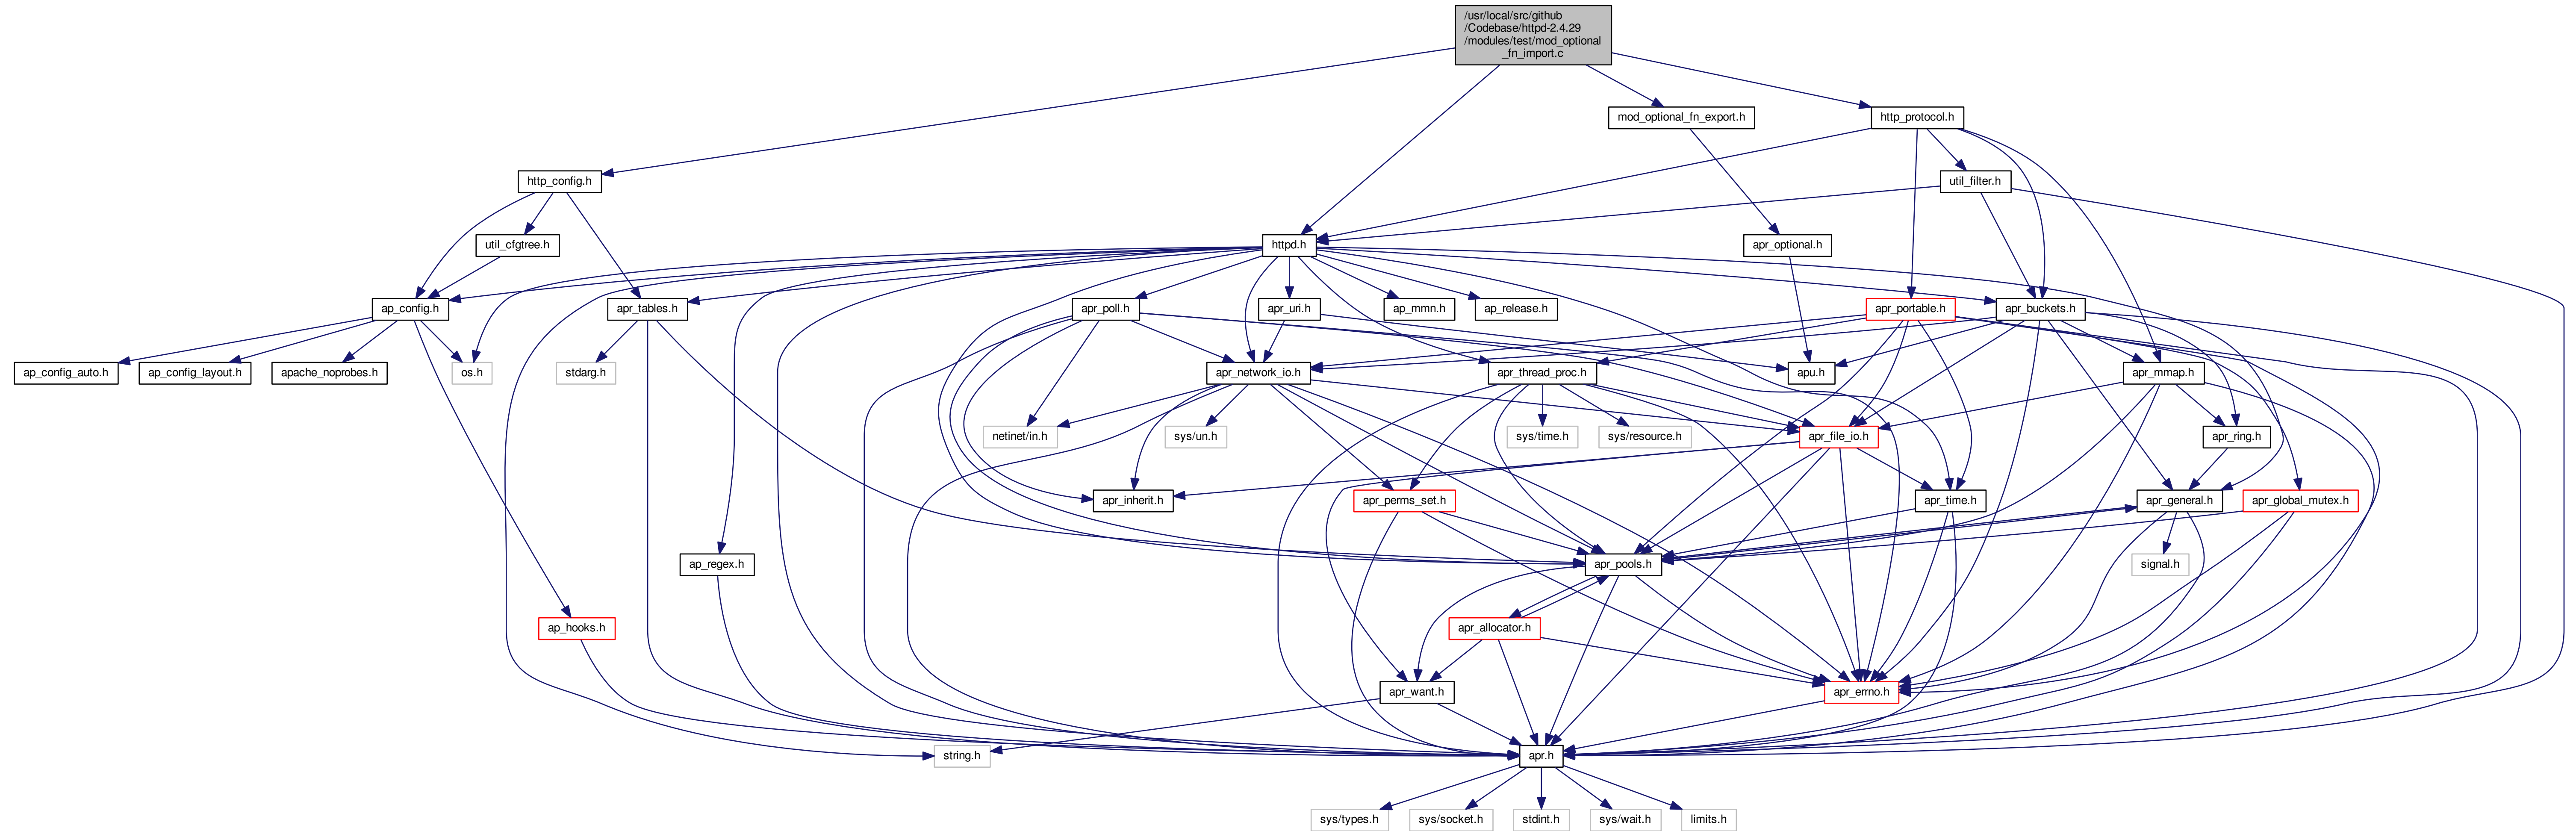 /usr/local/src/github
/Codebase/httpd-2.4.29
/modules/test/mod_optional
_fn_import.c
mod_optional_fn_export.h
http_protocol.h
http_config.h
util_filter.h
util_cfgtree.h
httpd.h
apr_optional.h
ap_config.h
apr_tables.h
apr_poll.h
apr_uri.h
ap_mmn.h
ap_release.h
apr_portable.h
apr_buckets.h
ap_config_auto.h
ap_config_layout.h
apache_noprobes.h
os.h
stdarg.h
apr_network_io.h
apr_thread_proc.h
apu.h
apr_mmap.h
netinet/in.h
sys/un.h
sys/time.h
sys/resource.h
apr_file_io.h
apr_ring.h
apr_inherit.h
apr_perms_set.h
apr_time.h
apr_general.h
apr_global_mutex.h
ap_regex.h
apr_pools.h
signal.h
ap_hooks.h
apr_allocator.h
apr_want.h
apr_errno.h
string.h
apr.h
sys/types.h
sys/socket.h
stdint.h
sys/wait.h
limits.h